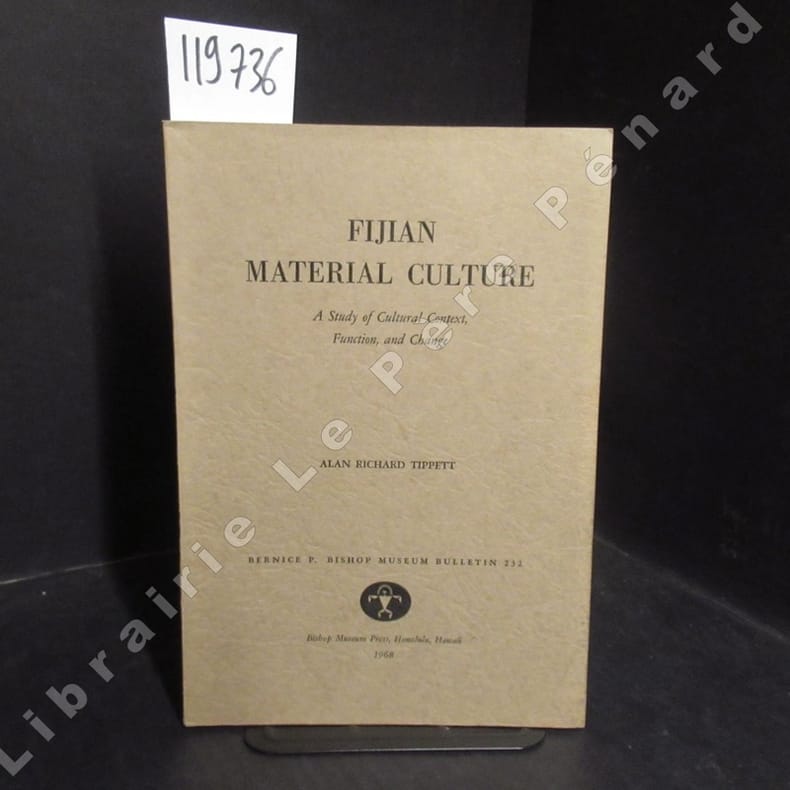 119736
FIJIAN
MATERIAL CULTURE
A Study of Cultural Context,
Function, and Change
ALAN RICHARD TIPPETT
BERNICE P. BISHOP MUSEUM BULLETIN 232
Bishop Museum Press, Honolulu, Hawaii
1968
Librairie Le Père Pénard